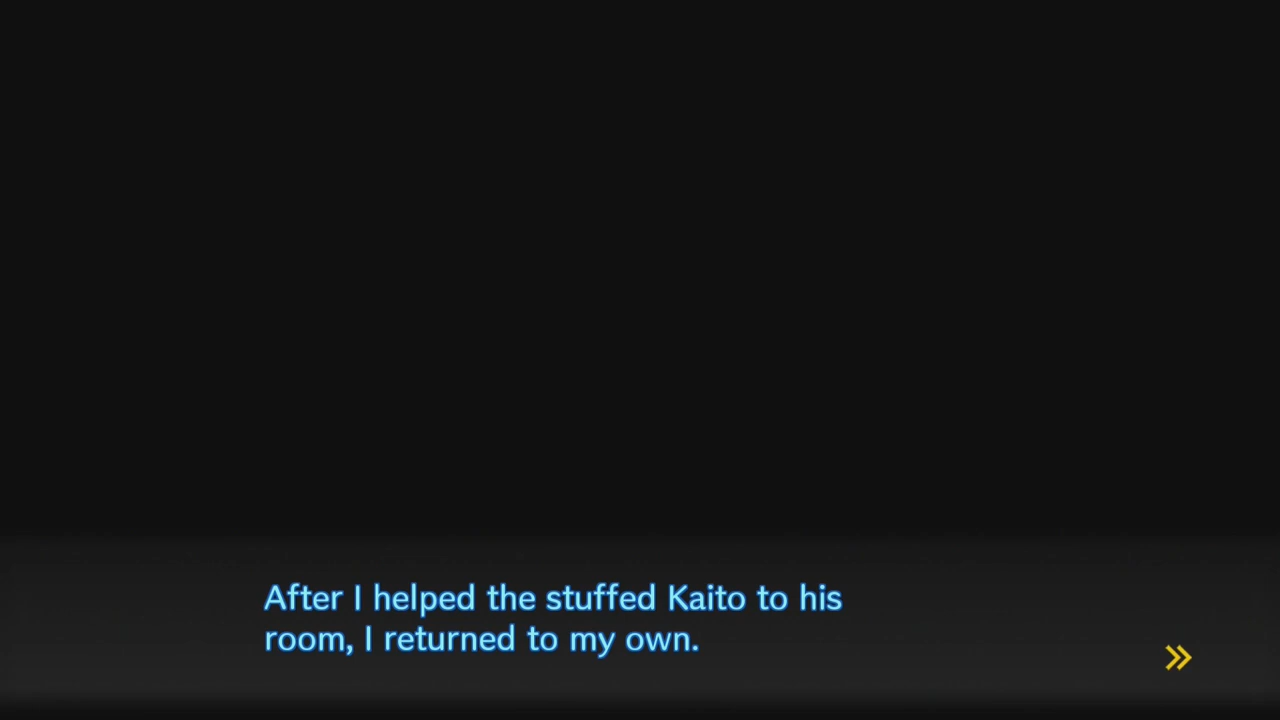 After I helped the stuffed Kaito to his
room, I returned to my own.